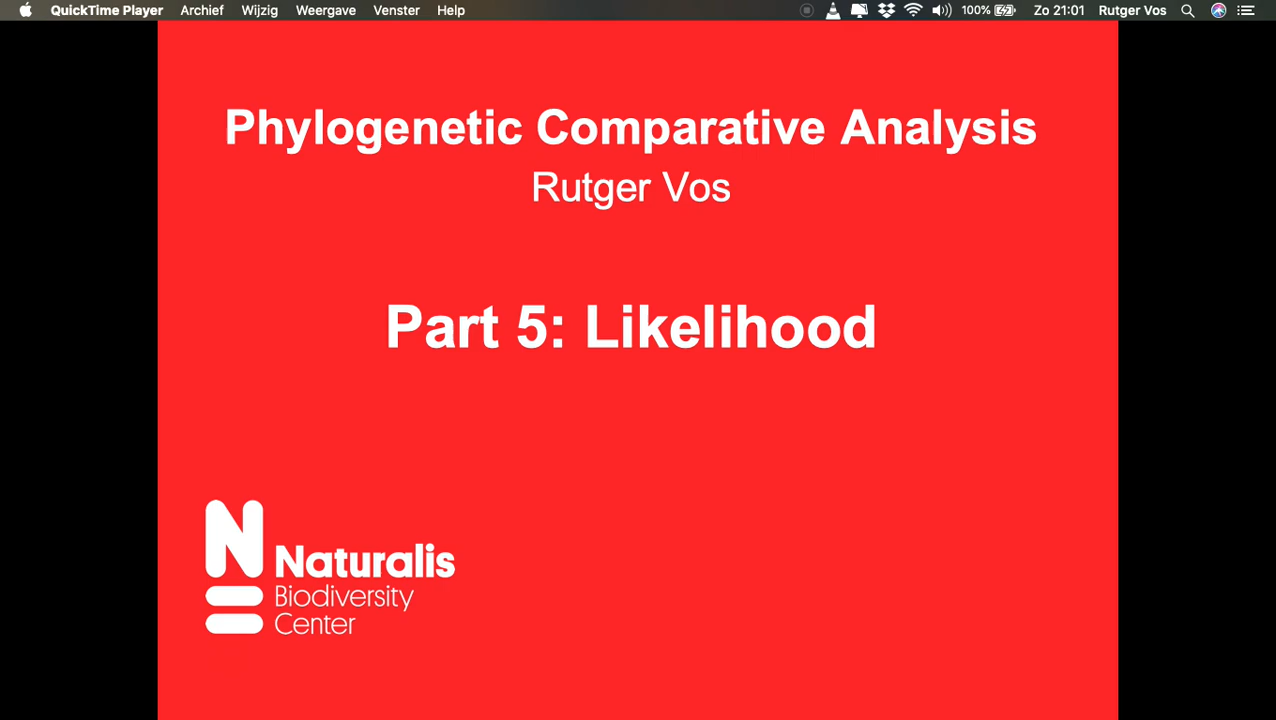 QuickTime Player Archief Wijzig Weergave Venster Help 100% Zo 21:01 Rutger Vos
Phylogenetic Comparative Analysis
Rutger Vos
Part 5: Likelihood
N Naturalis
Biodiversity
Center